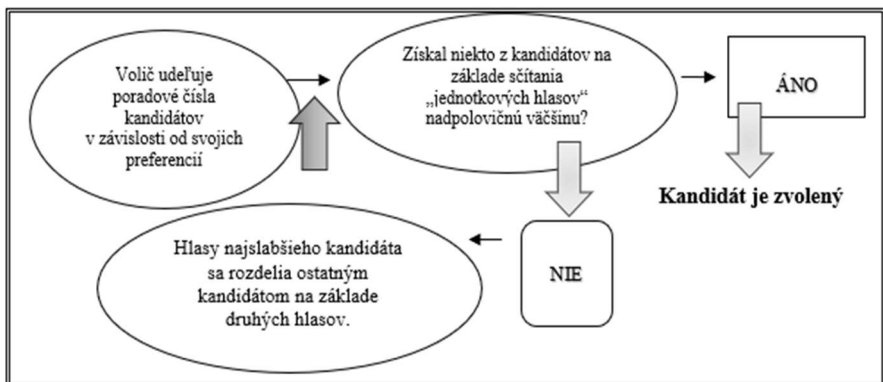 Volič udeľuje
poradové čísla
kandidátov
v závislosti od svojich
preferencií
Získal niekto z kandidátov na
základe sčítania
„jednotkových hlasov“
nadpolovičnú väčšinu?
ÁNO
Kandidát je zvolený
NIE
Hlasy najslabšieho kandidáta
sa rozdelia ostatným
kandidátom na základe
druhých hlasov.